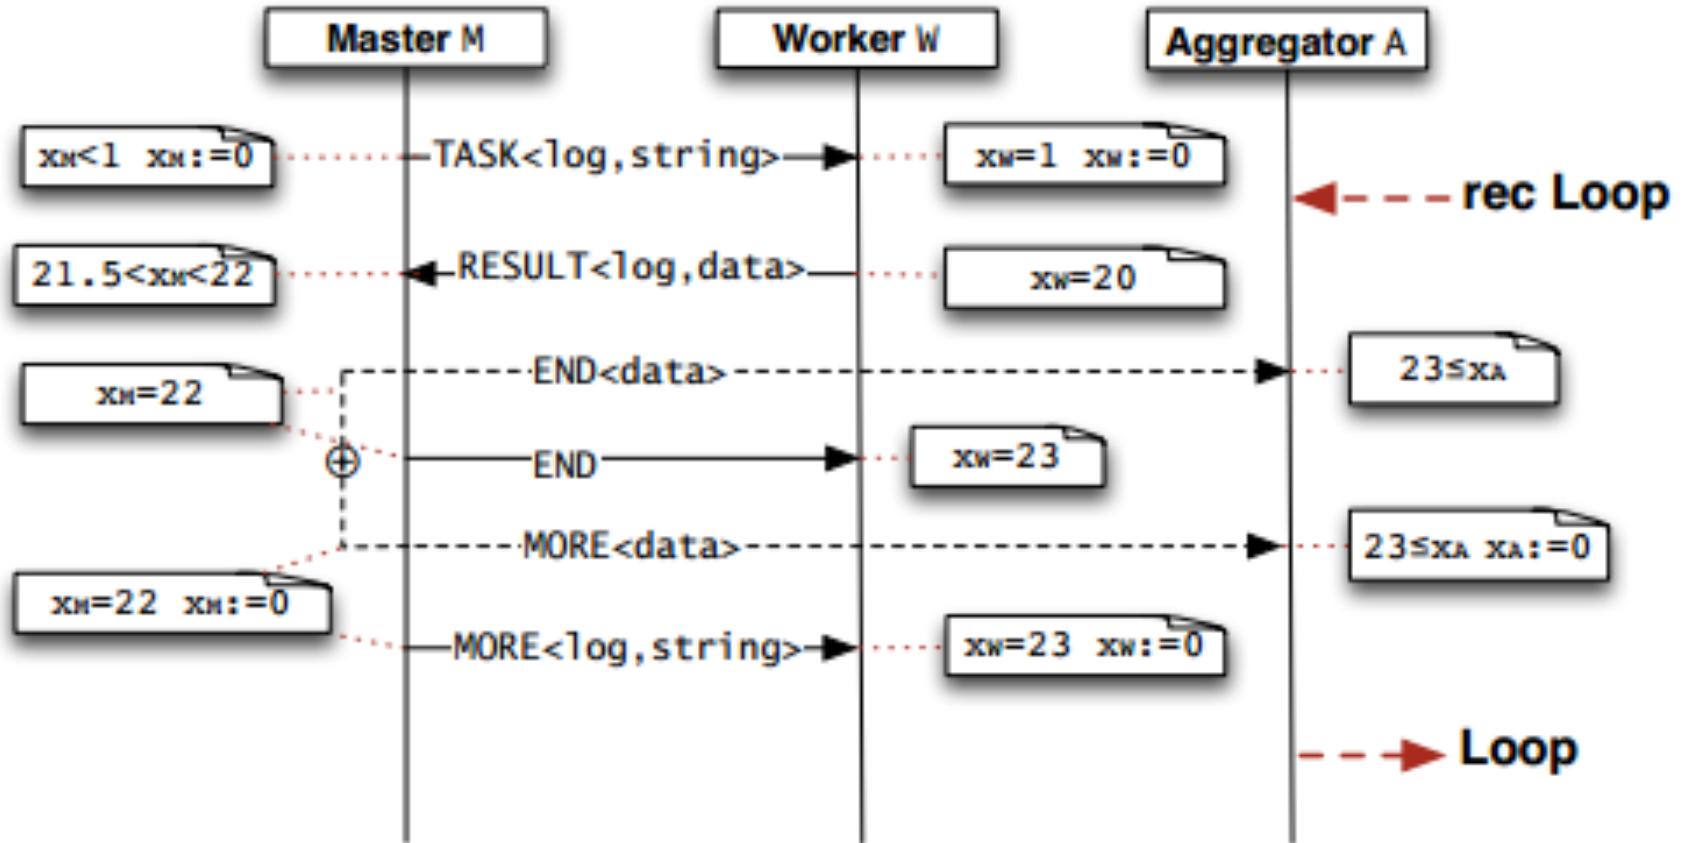 Master M
Worker W
Aggregator A
xM<1 xM:=0
TASK<log,string>
xW=1 xW:=0
rec Loop
21.5<xM<22
RESULT<log,data>
xW=20
END<data>
23≤xA
xM=22
END
xW=23
MORE<data>
23≤xA xA:=0
xM=22 xM:=0
MORE<log,string>
xW=23 xW:=0
Loop